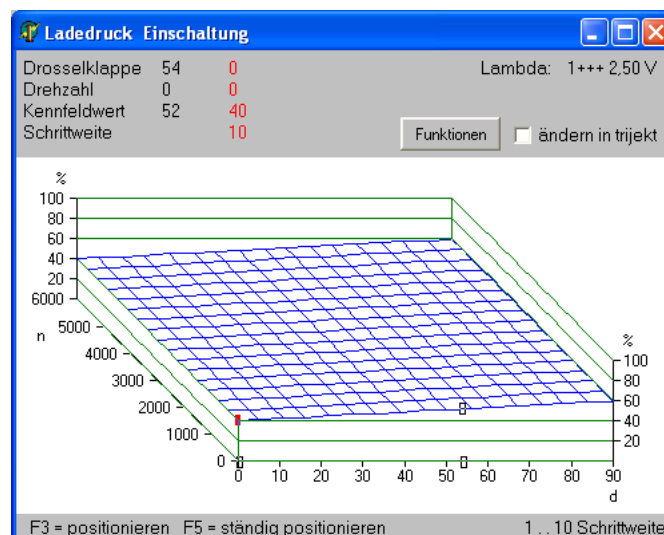 Ladedruck Einschaltung
Drosselklappe 54 0 Lambda: 1+++ 2,50 V
Drehzahl 0 0
Kennfeldwert 52 40
Schrittweite 10
Funktionen ändern in trijekt
%
100
80
60
40
20
6000
5000
n
4000
3000
2000
1000
0
%
100
80
60
40
20
0 10 20 30 40 50 60 70 80 90
d
F3 = positionieren F5 = ständig positionieren 1 . . 10 Schrittweite